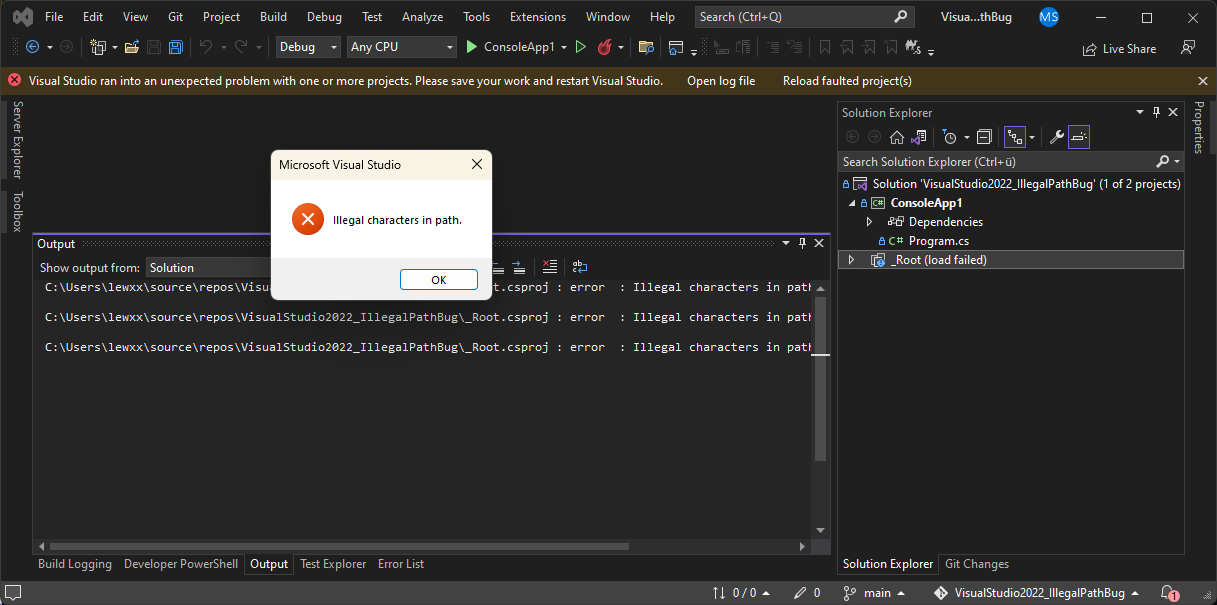 File Edit View Git Project Build Debug Test Analyze Tools Extensions Window Help Search (Ctrl+Q) Visua...thBug MS
Debug Any CPU ConsoleApp1 Live Share
Visual Studio ran into an unexpected problem with one or more projects. Please save your work and restart Visual Studio. Open log file Reload faulted project(s)
Server Explorer
Toolbox
Microsoft Visual Studio
Illegal characters in path.
OK
Output
Show output from: Solution
C:\Users\lewxx\source\repos\Visua t.csproj : error : Illegal characters in path
C:\Users\lewxx\source\repos\VisualStudio2022_IllegalPathBug\_Root.csproj : error : Illegal characters in path
C:\Users\lewxx\source\repos\VisualStudio2022_IllegalPathBug\_Root.csproj : error : Illegal characters in path
Build Logging Developer PowerShell Output Test Explorer Error List
Solution Explorer
Search Solution Explorer (Ctrl+ü)
Solution 'VisualStudio2022_IllegalPathBug' (1 of 2 projects)
C# ConsoleApp1
Dependencies
C# Program.cs
_Root (load failed)
Solution Explorer Git Changes
Properties
0 / 0 0 main VisualStudio2022_IllegalPathBug 1